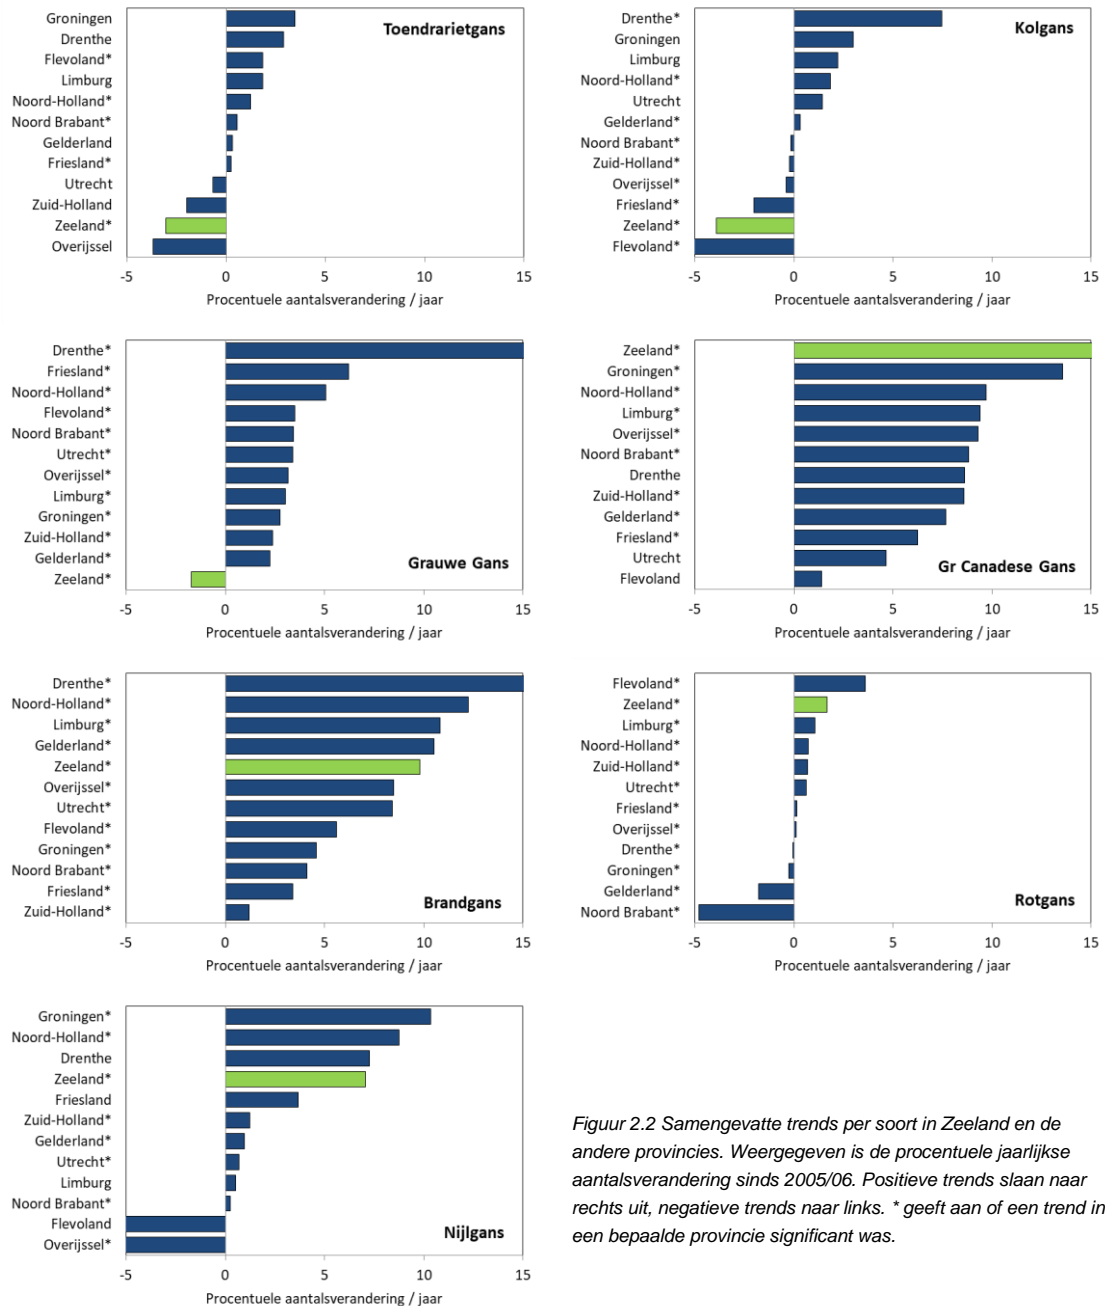 Toendrarietgans
Groningen
Drenthe
Flevoland*
Limburg
Noord-Holland*
Noord Brabant*
Gelderland
Friesland*
Utrecht
Zuid-Holland
Zeeland*
Overijssel
-5 0 5 10 15
Procentuele aantalsverandering / jaar
Kolgans
Drenthe*
Groningen
Limburg
Noord-Holland*
Utrecht
Gelderland*
Noord Brabant*
Zuid-Holland*
Overijssel*
Friesland*
Zeeland*
Flevoland*
-5 0 5 10 15
Procentuele aantalsverandering / jaar
Drenthe*
Friesland*
Noord-Holland*
Flevoland*
Noord Brabant*
Utrecht*
Overijssel*
Limburg*
Groningen*
Zuid-Holland*
Gelderland*
Zeeland*
Grauwe Gans
-5 0 5 10 15
Procentuele aantalsverandering / jaar
Zeeland*
Groningen*
Noord-Holland*
Limburg*
Overijssel*
Noord Brabant*
Drenthe
Zuid-Holland*
Gelderland*
Friesland*
Utrecht
Flevoland
Gr Canadese Gans
-5 0 5 10 15
Procentuele aantalsverandering / jaar
Drenthe*
Noord-Holland*
Limburg*
Gelderland*
Zeeland*
Overijssel*
Utrecht*
Flevoland*
Groningen*
Noord Brabant*
Friesland*
Zuid-Holland*
Brandgans
-5 0 5 10 15
Procentuele aantalsverandering / jaar
Flevoland*
Zeeland*
Limburg*
Noord-Holland*
Zuid-Holland*
Utrecht*
Friesland*
Overijssel*
Drenthe*
Groningen*
Gelderland*
Noord Brabant*
Rotgans
-5 0 5 10 15
Procentuele aantalsverandering / jaar
Groningen*
Noord-Holland*
Drenthe
Zeeland*
Friesland
Zuid-Holland*
Gelderland*
Utrecht*
Limburg
Noord Brabant*
Flevoland
Overijssel*
Nijlgans
-5 0 5 10 15
Procentuele aantalsverandering / jaar
Figuur 2.2 Samengevatte trends per soort in Zeeland en de
andere provincies. Weergegeven is de procentuele jaarlijkse
aantalsverandering sinds 2005/06. Positieve trends slaan naar
rechts uit, negatieve trends naar links. * geeft aan of een trend in
een bepaalde provincie significant was.